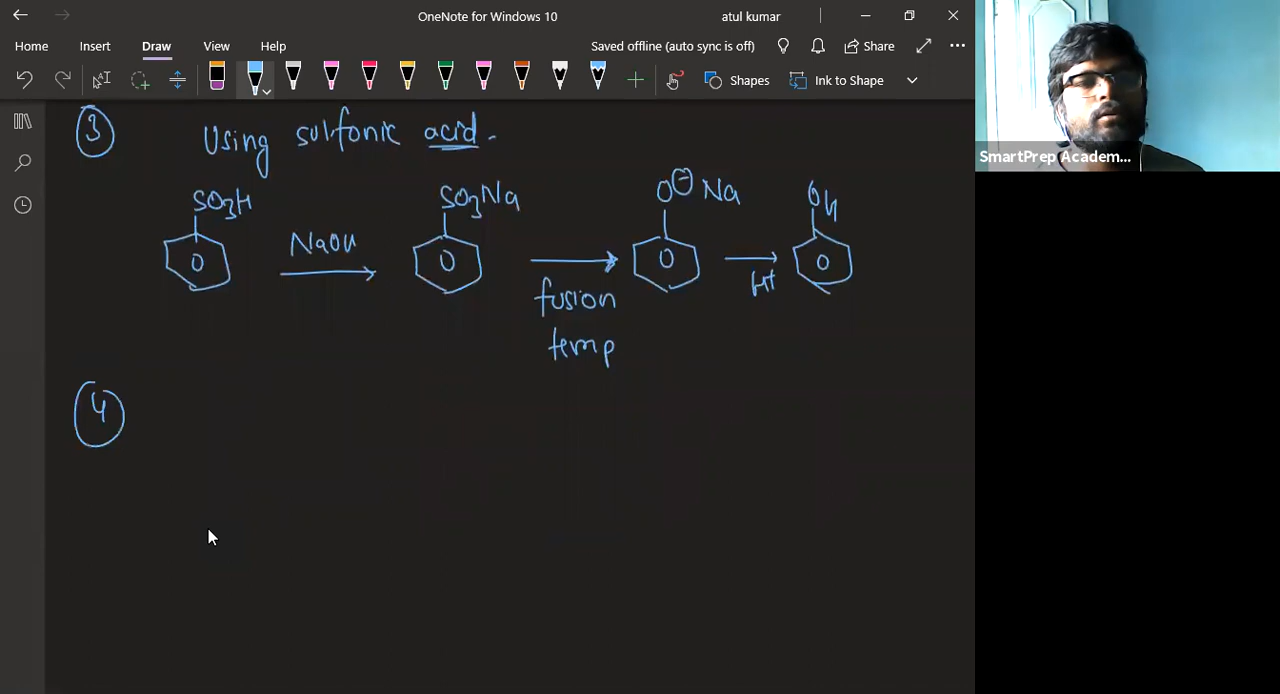 OneNote for Windows 10
atul kumar
Home Insert Draw View Help
Saved offline (auto sync is off)
Share
Shapes
Ink to Shape
SmartPrep Academ...
3 Using sulfonic acid.
SO3H
NaOH
SO3Na
fusion
temp
O⊖ Na
H+
OH
4